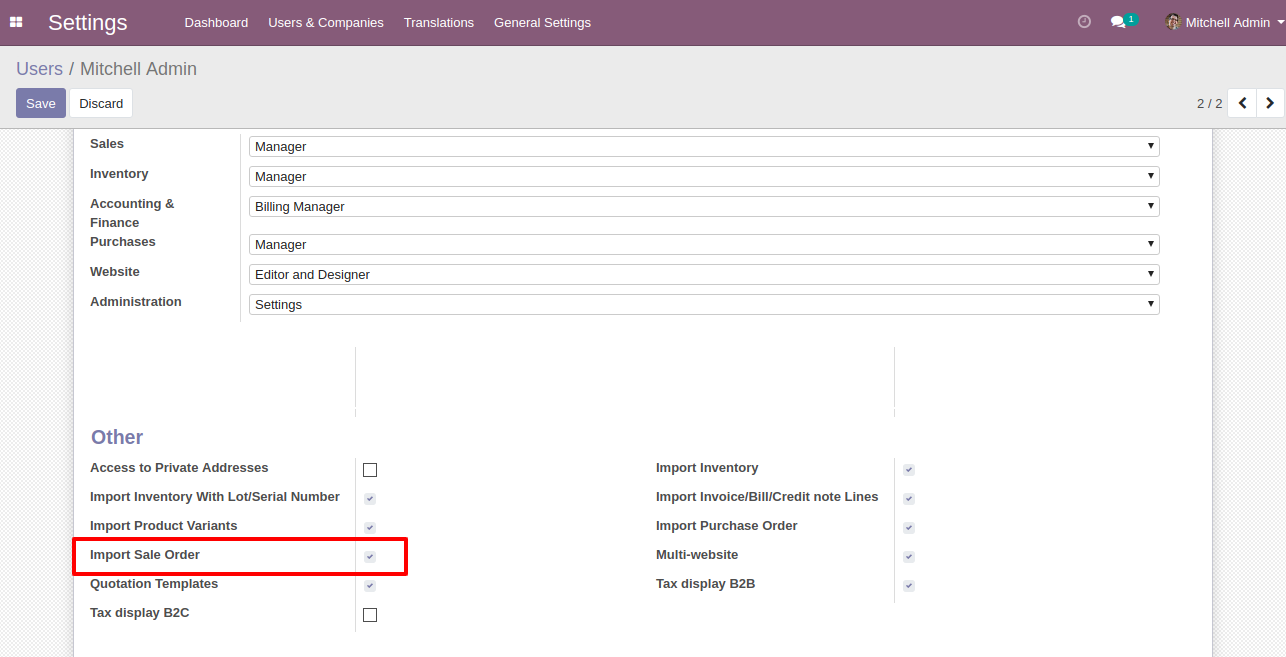 Settings Dashboard Users & Companies Translations General Settings 1 Mitchell Admin
Users / Mitchell Admin
Save Discard 2 / 2
Sales Manager
Inventory Manager
Accounting & Finance Billing Manager
Purchases Manager
Website Editor and Designer
Administration Settings
Other
Access to Private Addresses Import Inventory
Import Inventory With Lot/Serial Number Import Invoice/Bill/Credit note Lines
Import Product Variants Import Purchase Order
Import Sale Order Multi-website
Quotation Templates Tax display B2B
Tax display B2C